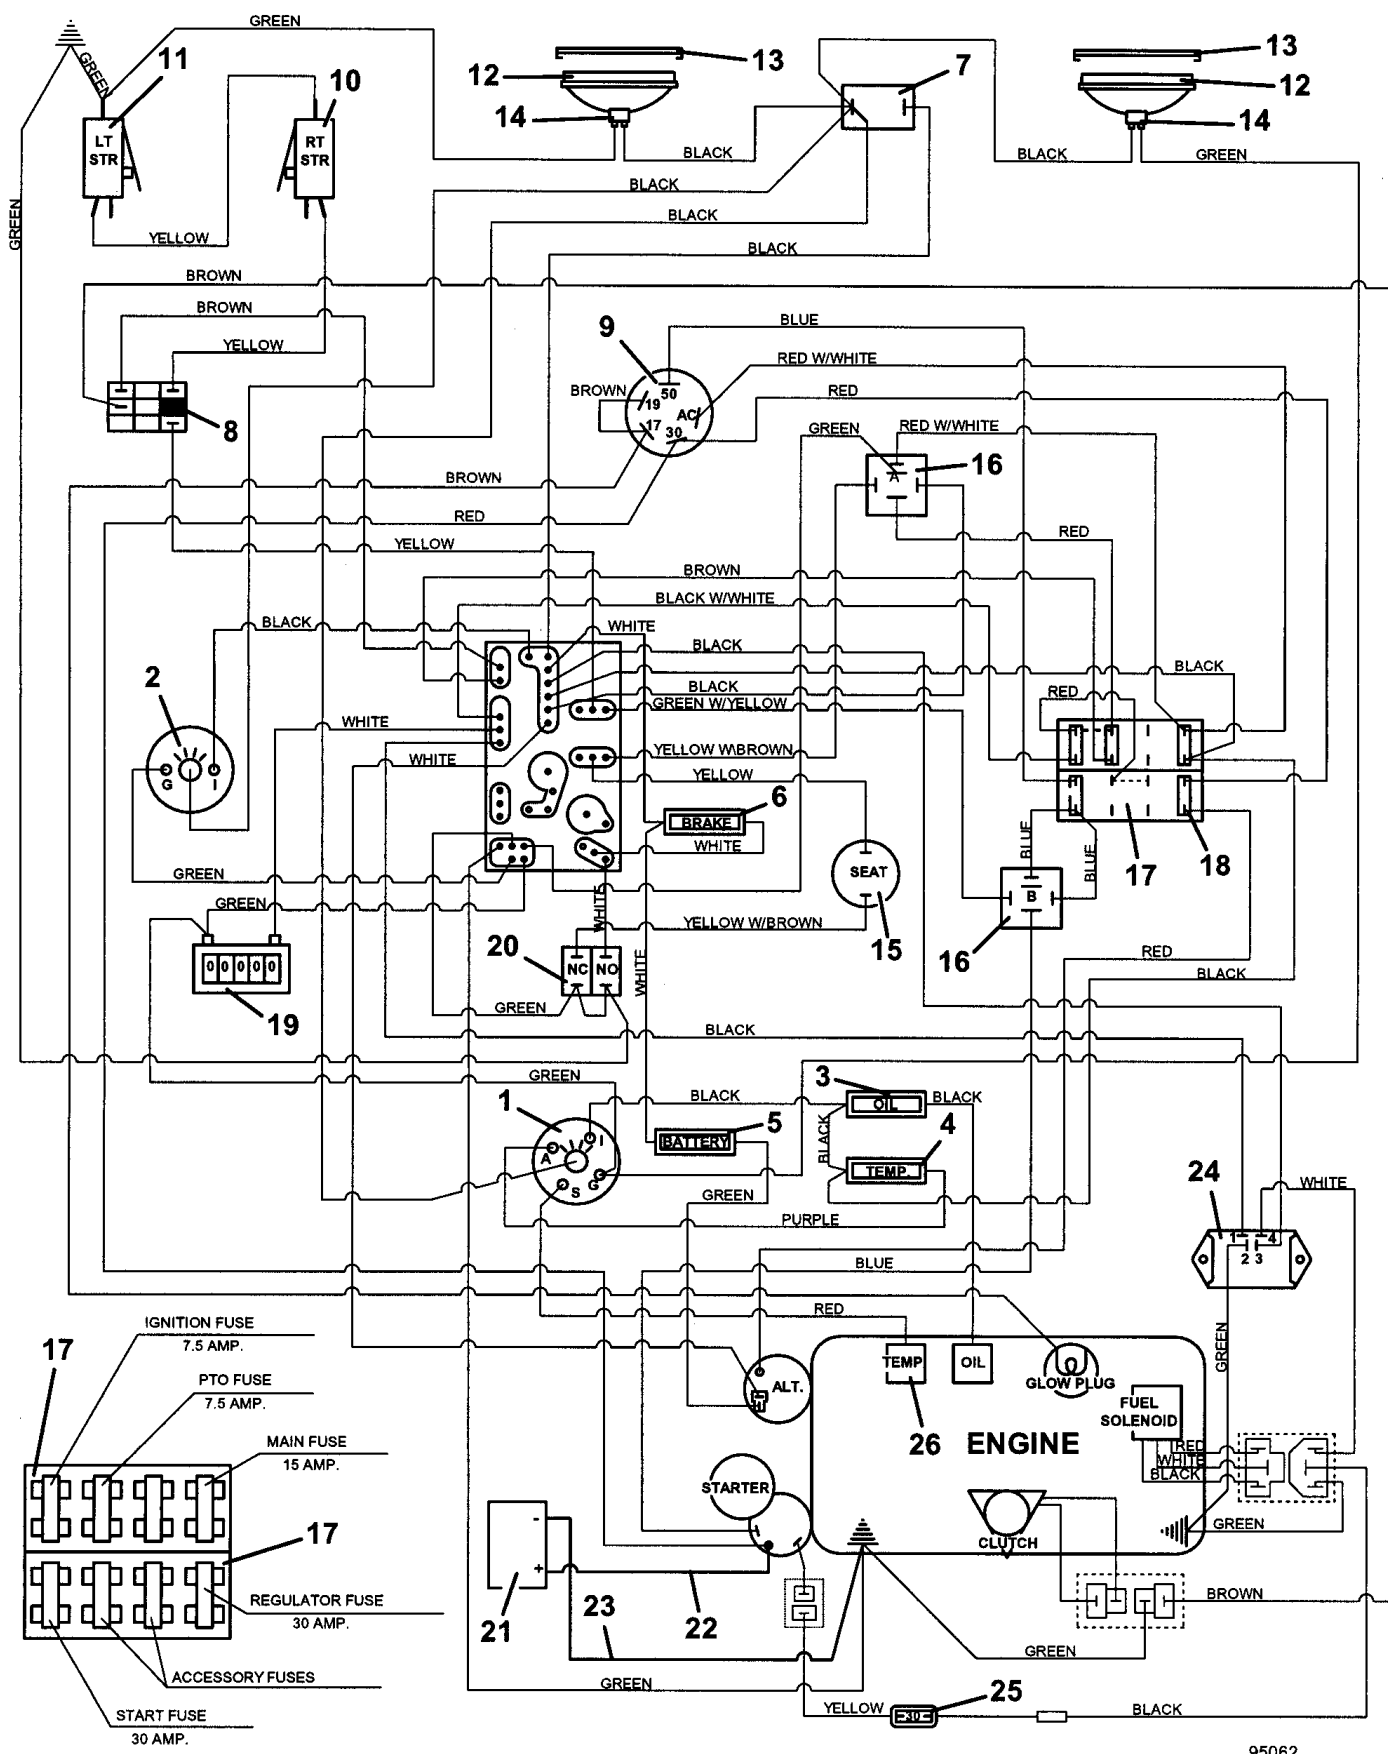 GREEN
13
13
11
12
7
12
GREEN
10
14
14
LT
STR
RT
STR
BLACK
BLACK
GREEN
BLACK
GREEN
BLACK
YELLOW
BLACK
BROWN
BROWN
9
BLUE
YELLOW
RED W/WHITE
BROWN
50
19
AC
17
30
RED
8
GREEN
RED W/WHITE
16
A
BROWN
RED
RED
YELLOW
BROWN
BLACK W/WHITE
BLACK
WHITE
BLACK
BLACK
2
BLACK
RED
GREEN W/YELLOW
WHITE
YELLOW W\BROWN
WHITE
YELLOW
G
I
6
BRAKE
WHITE
BLUE
BLUE
17
18
GREEN
SEAT
B
GREEN
WHITE
YELLOW W/BROWN
15
16
20
RED
NC
NO
WHITE
BLACK
0 0 0 0 0
GREEN
19
BLACK
GREEN
3
1
BLACK
OIL
BLACK
5
4
I
BATTERY
BLACK
A
TEMP.
S
G
GREEN
24
WHITE
PURPLE
1
4
2
3
BLUE
RED
IGNITION FUSE
7.5 AMP.
17
GREEN
TEMP
OIL
PTO FUSE
7.5 AMP.
ALT.
GLOW PLUG
26
FUEL
SOLENOID
MAIN FUSE
15 AMP.
ENGINE
RED
WHITE
BLACK
STARTER
-
GREEN
17
CLUTCH
+
REGULATOR FUSE
30 AMP.
BROWN
21
23
22
GREEN
ACCESSORY FUSES
GREEN
25
START FUSE
30 AMP.
YELLOW
30
BLACK
95062